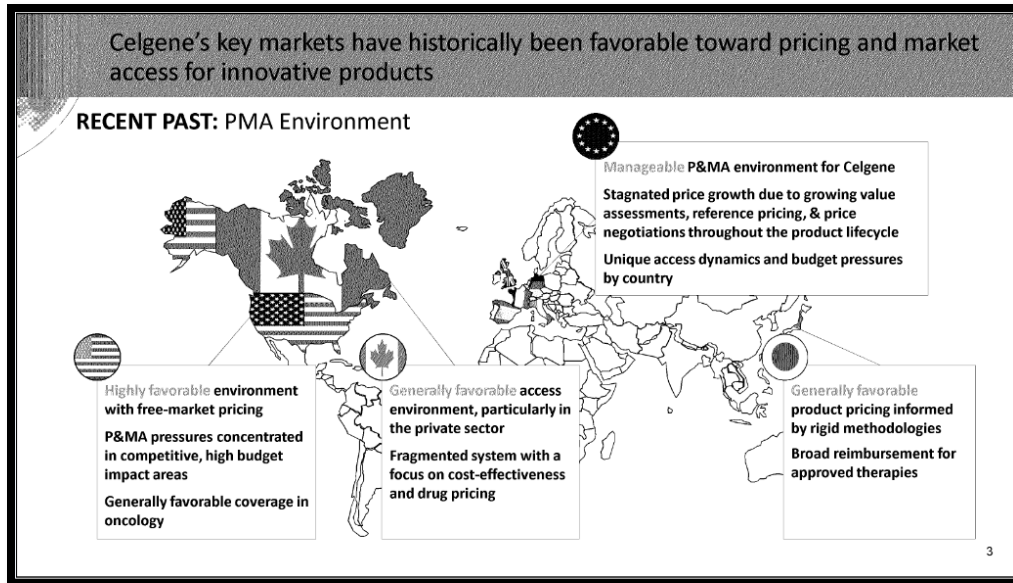 Celgene's key markets have historically been favorable toward pricing and market
access for innovative products
RECENT PAST: PMA Environment
Manageable P&MA environment for Celgene
Stagnated price growth due to growing value
assessments, reference pricing, & price
negotiations throughout the product lifecycle
Unique access dynamics and budget pressures
by country
Highly favorable environment
with free-market pricing
P&MA pressures concentrated
in competitive, high budget
impact areas
Generally favorable coverage in
oncology
Generally favorable access
environment, particularly in
the private sector
Fragmented system with a
focus on cost-effectiveness
and drug pricing
Generally favorable
product pricing informed
by rigid methodologies
Broad reimbursement for
approved therapies
3